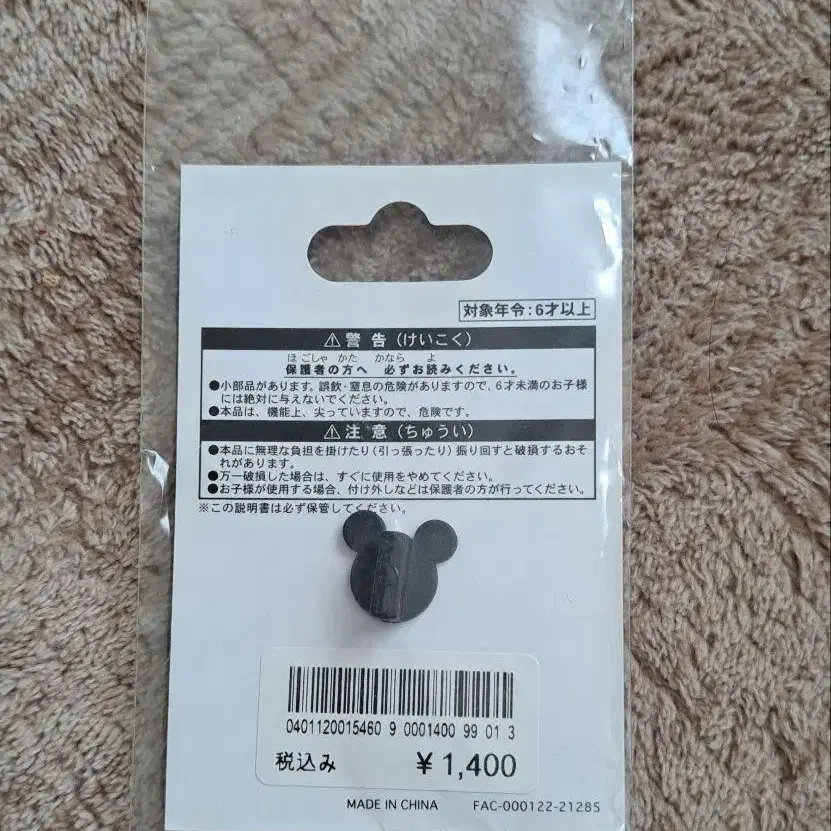 対象年令:6才以上
⚠警 告(けいこく)
ほごしゃ かた かなら よ
保護者の方へ 必ずお読みください。
●小部品があります。誤飲・窒息の危険がありますので、6才未満のお子様
には絶対に与えないでください。
●本品は、機能上、尖っていますので、危険です。
⚠注 意(ちゅうい)
●本品に無理な負担を掛けたり(引っ張ったり)振り回すと破損するおそ
れがあります。
●万一破損した場合は、すぐに使用をやめてください。
●お子様が使用する場合、付け外しなどは保護者の方が行ってください。
※この説明書は必ず保管してください。
0401120015460 9 0001400 99 01 3
税込み ¥1,400
MADE IN CHINA FAC-000122-21285